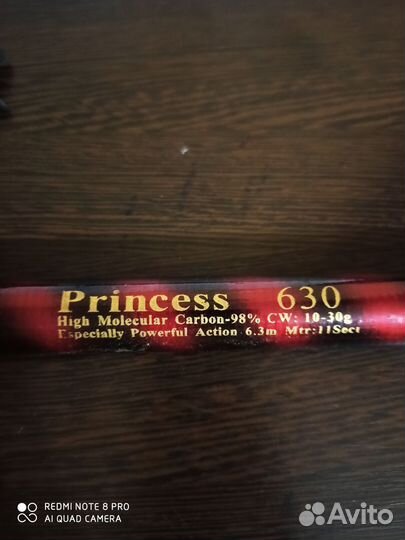 Princess 630
High Molecular Carbon-98% CW: 10-30g
Especially Powerful Action 6.3m Mtr:11Sect
REDMI NOTE 8 PRO
AI QUAD CAMERA
Avito